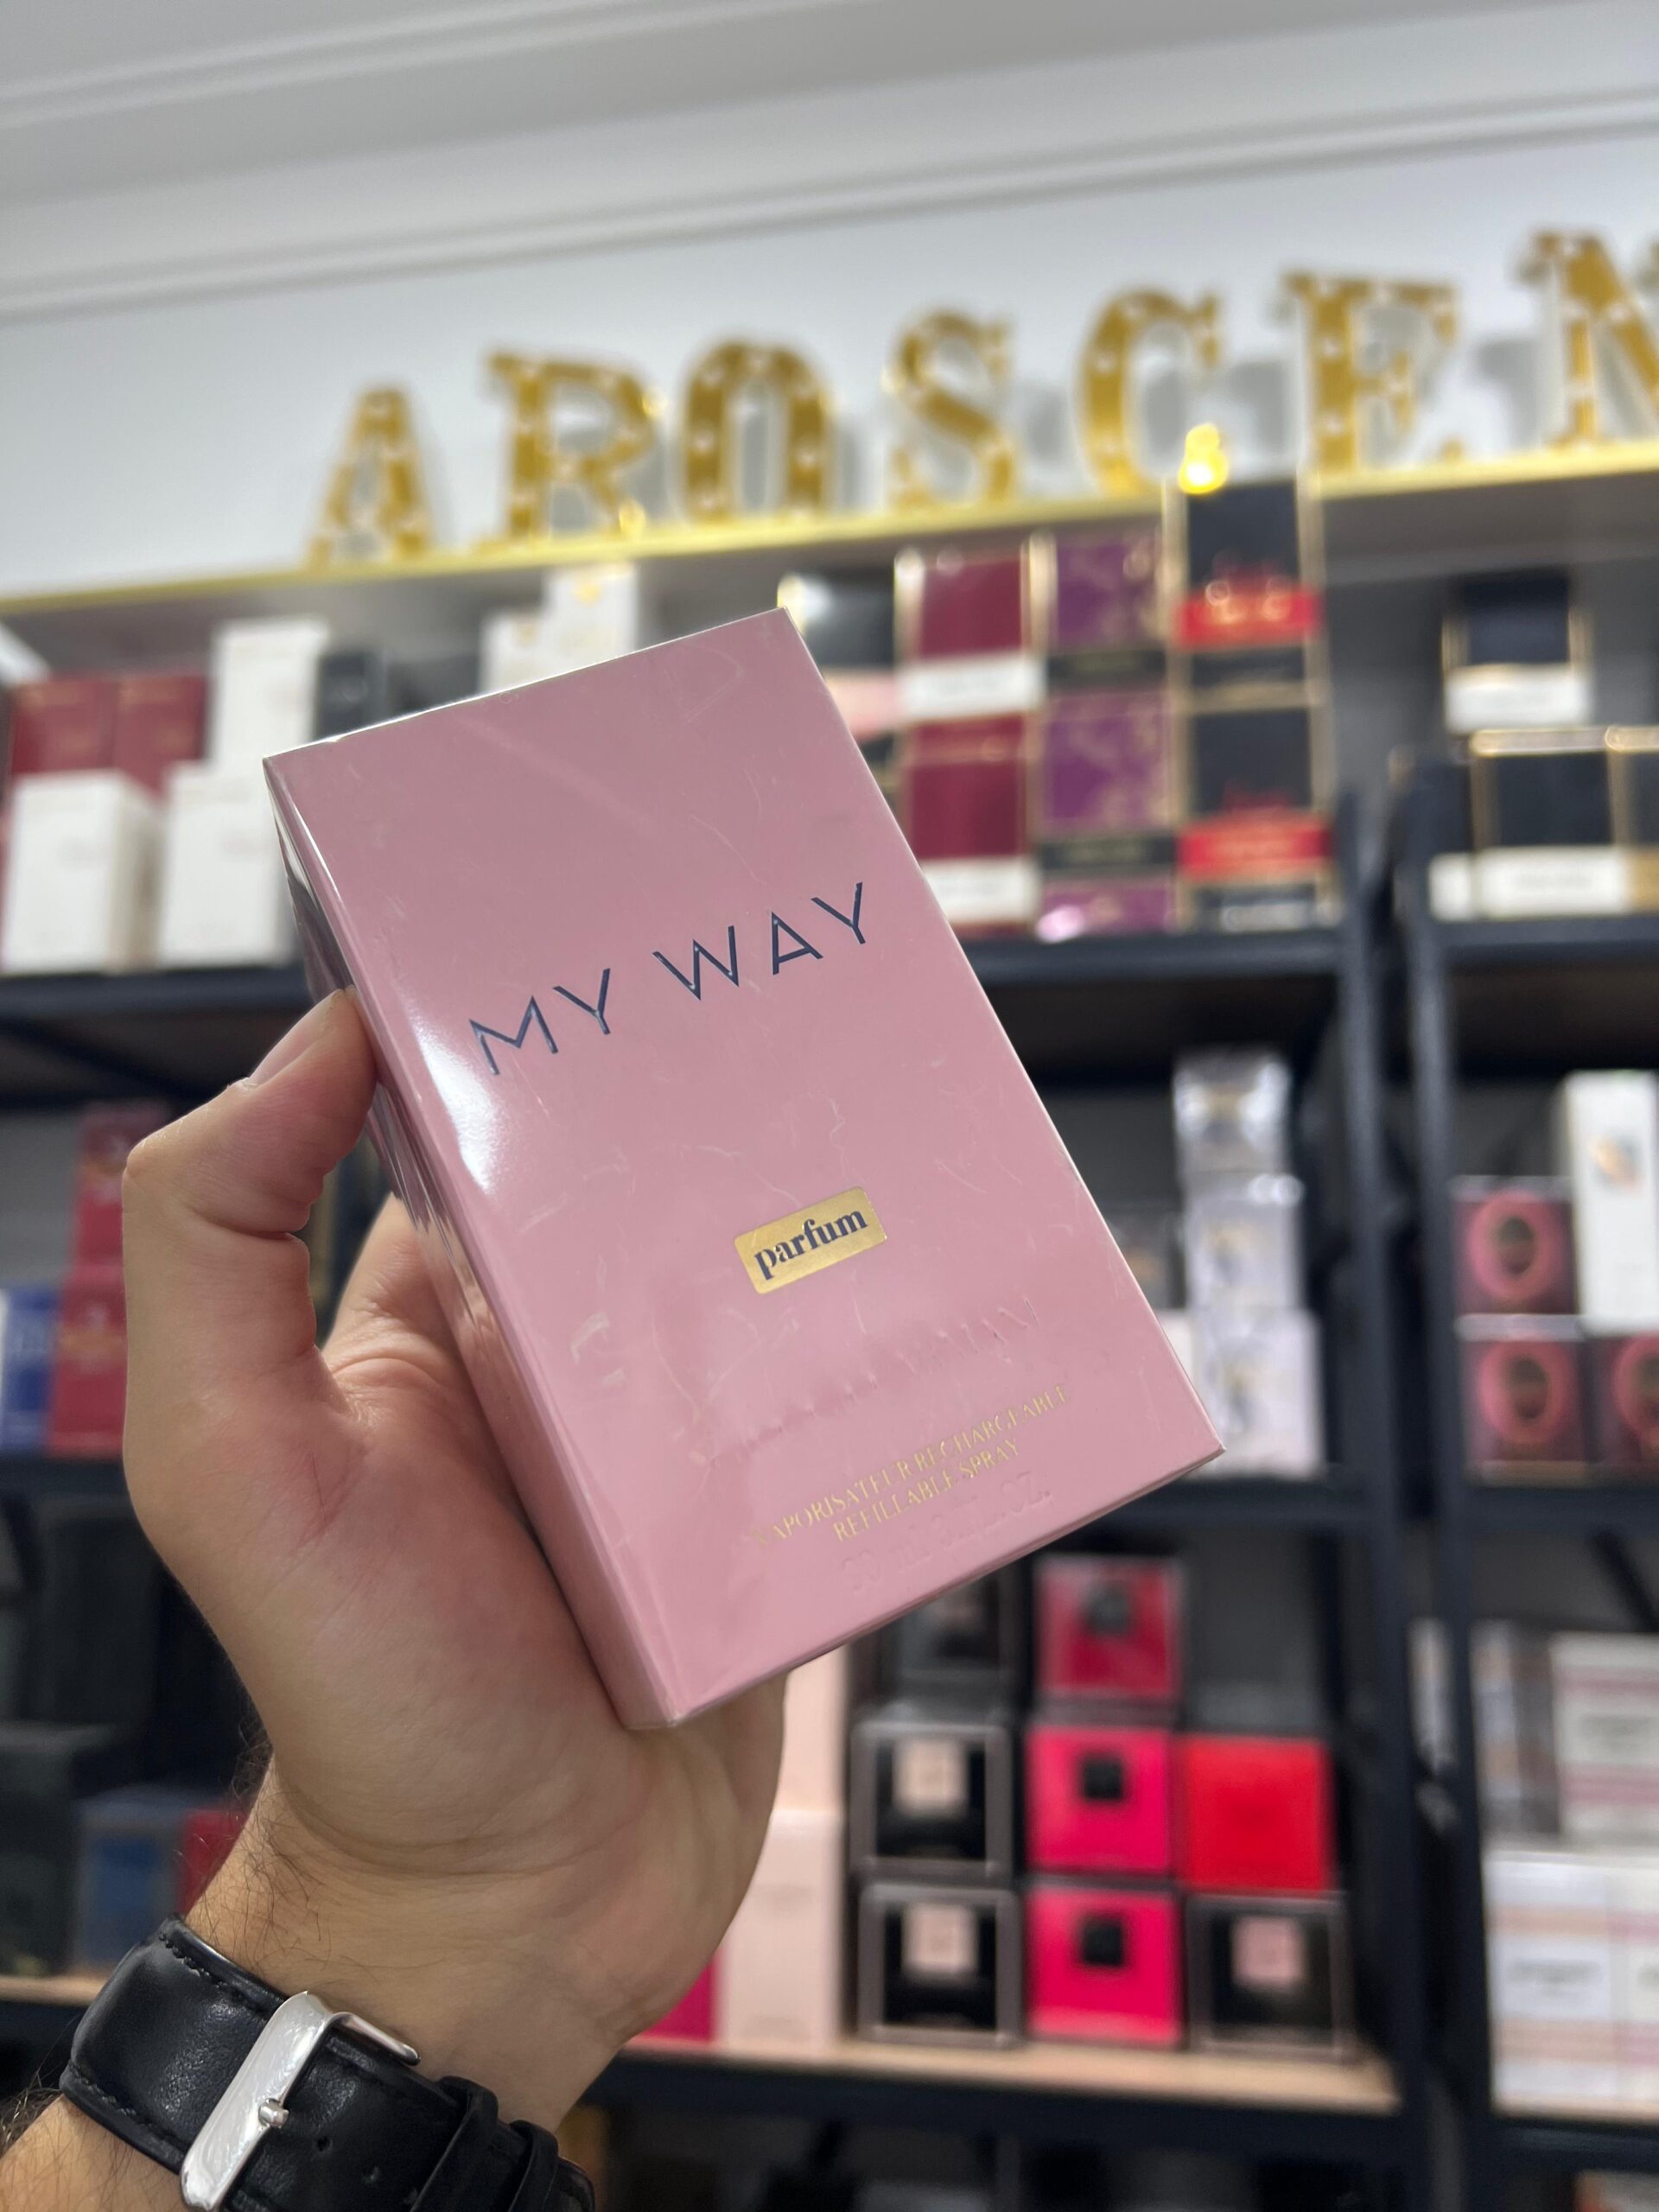 AROSCEN
MY WAY
parfum
VAPORISATEUR RECHARGEABLE
REFILLABLE SPRAY